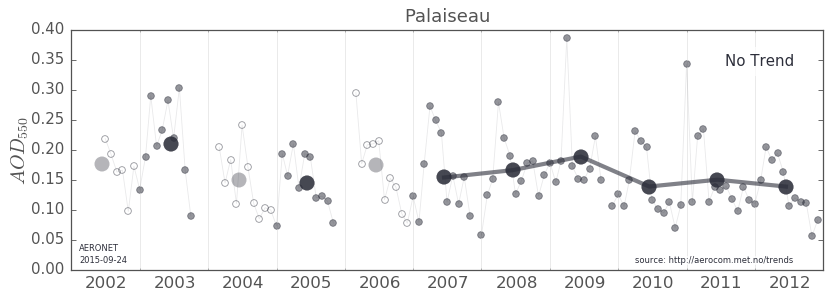 Palaiseau
No Trend
AOD550
0.40
0.35
0.30
0.25
0.20
0.15
0.10
0.05
0.00
AERONET
2015-09-24
source: http://aerocom.met.no/trends
2002 2003 2004 2005 2006 2007 2008 2009 2010 2011 2012